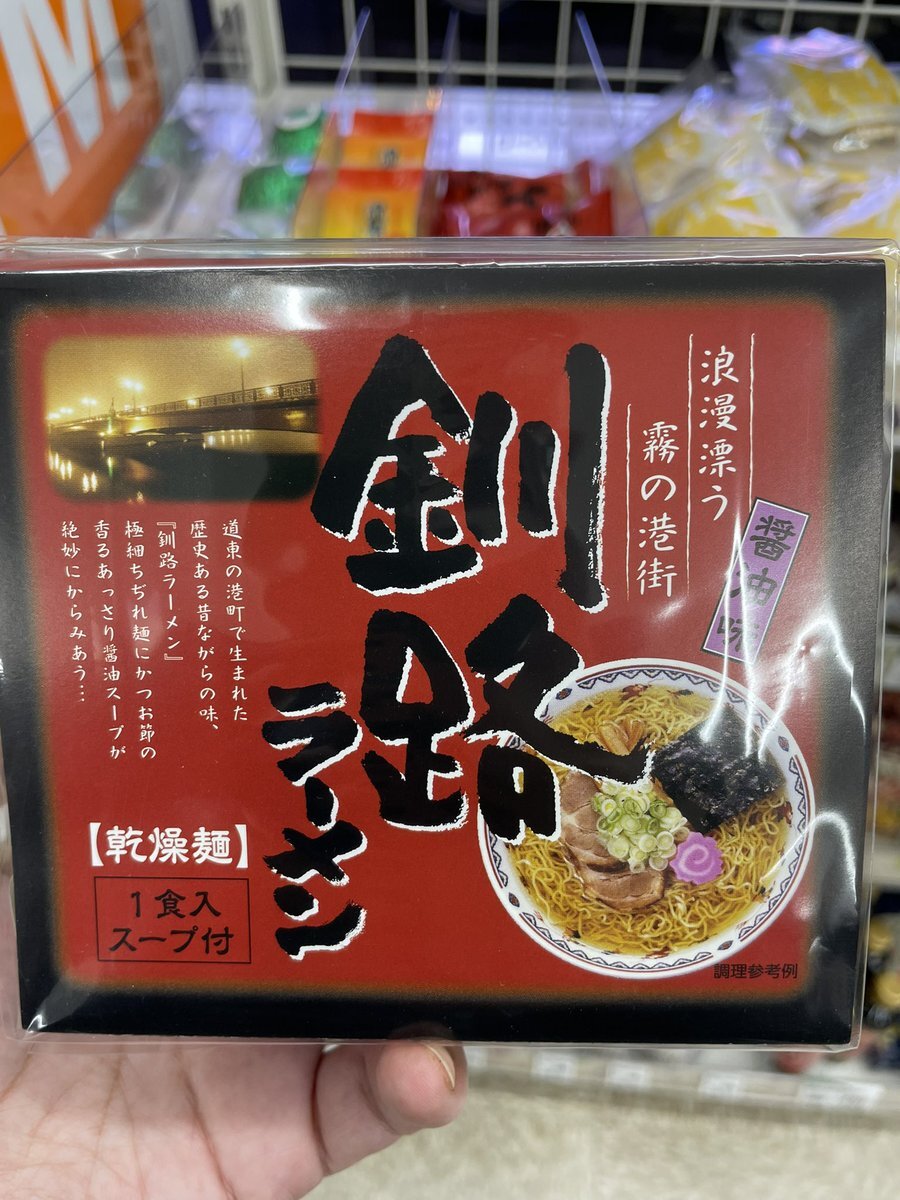 浪漫漂う
霧の港街
醤油味
釧路
ラーメン
道東の港町で生まれた
歴史ある昔ながらの味、
『釧路ラーメン』
極細ちぢれ麺にかつお節の
香るあっさり醤油スープが
絶妙にからみあう…
【乾燥麺】
1食入
スープ付
調理参考例
M